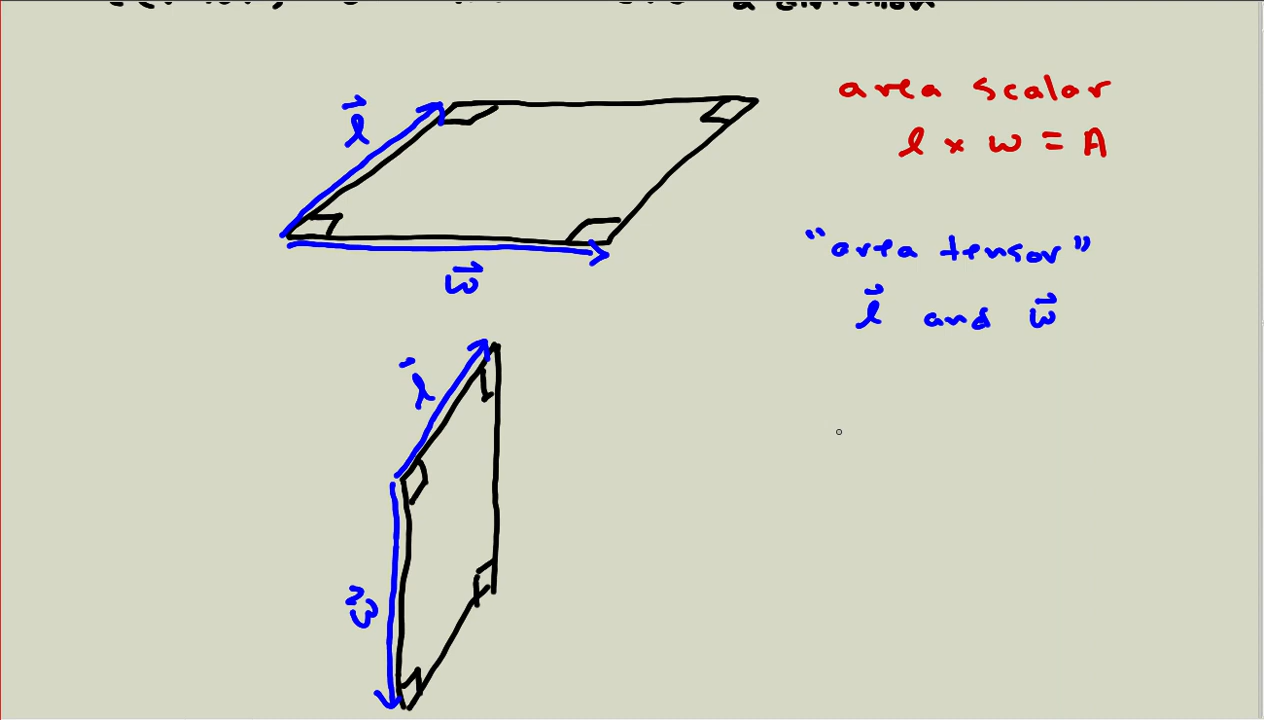 l⃗
w⃗
area scalar
l × w = A
"area tensor"
l⃗ and w⃗
l⃗
w⃗